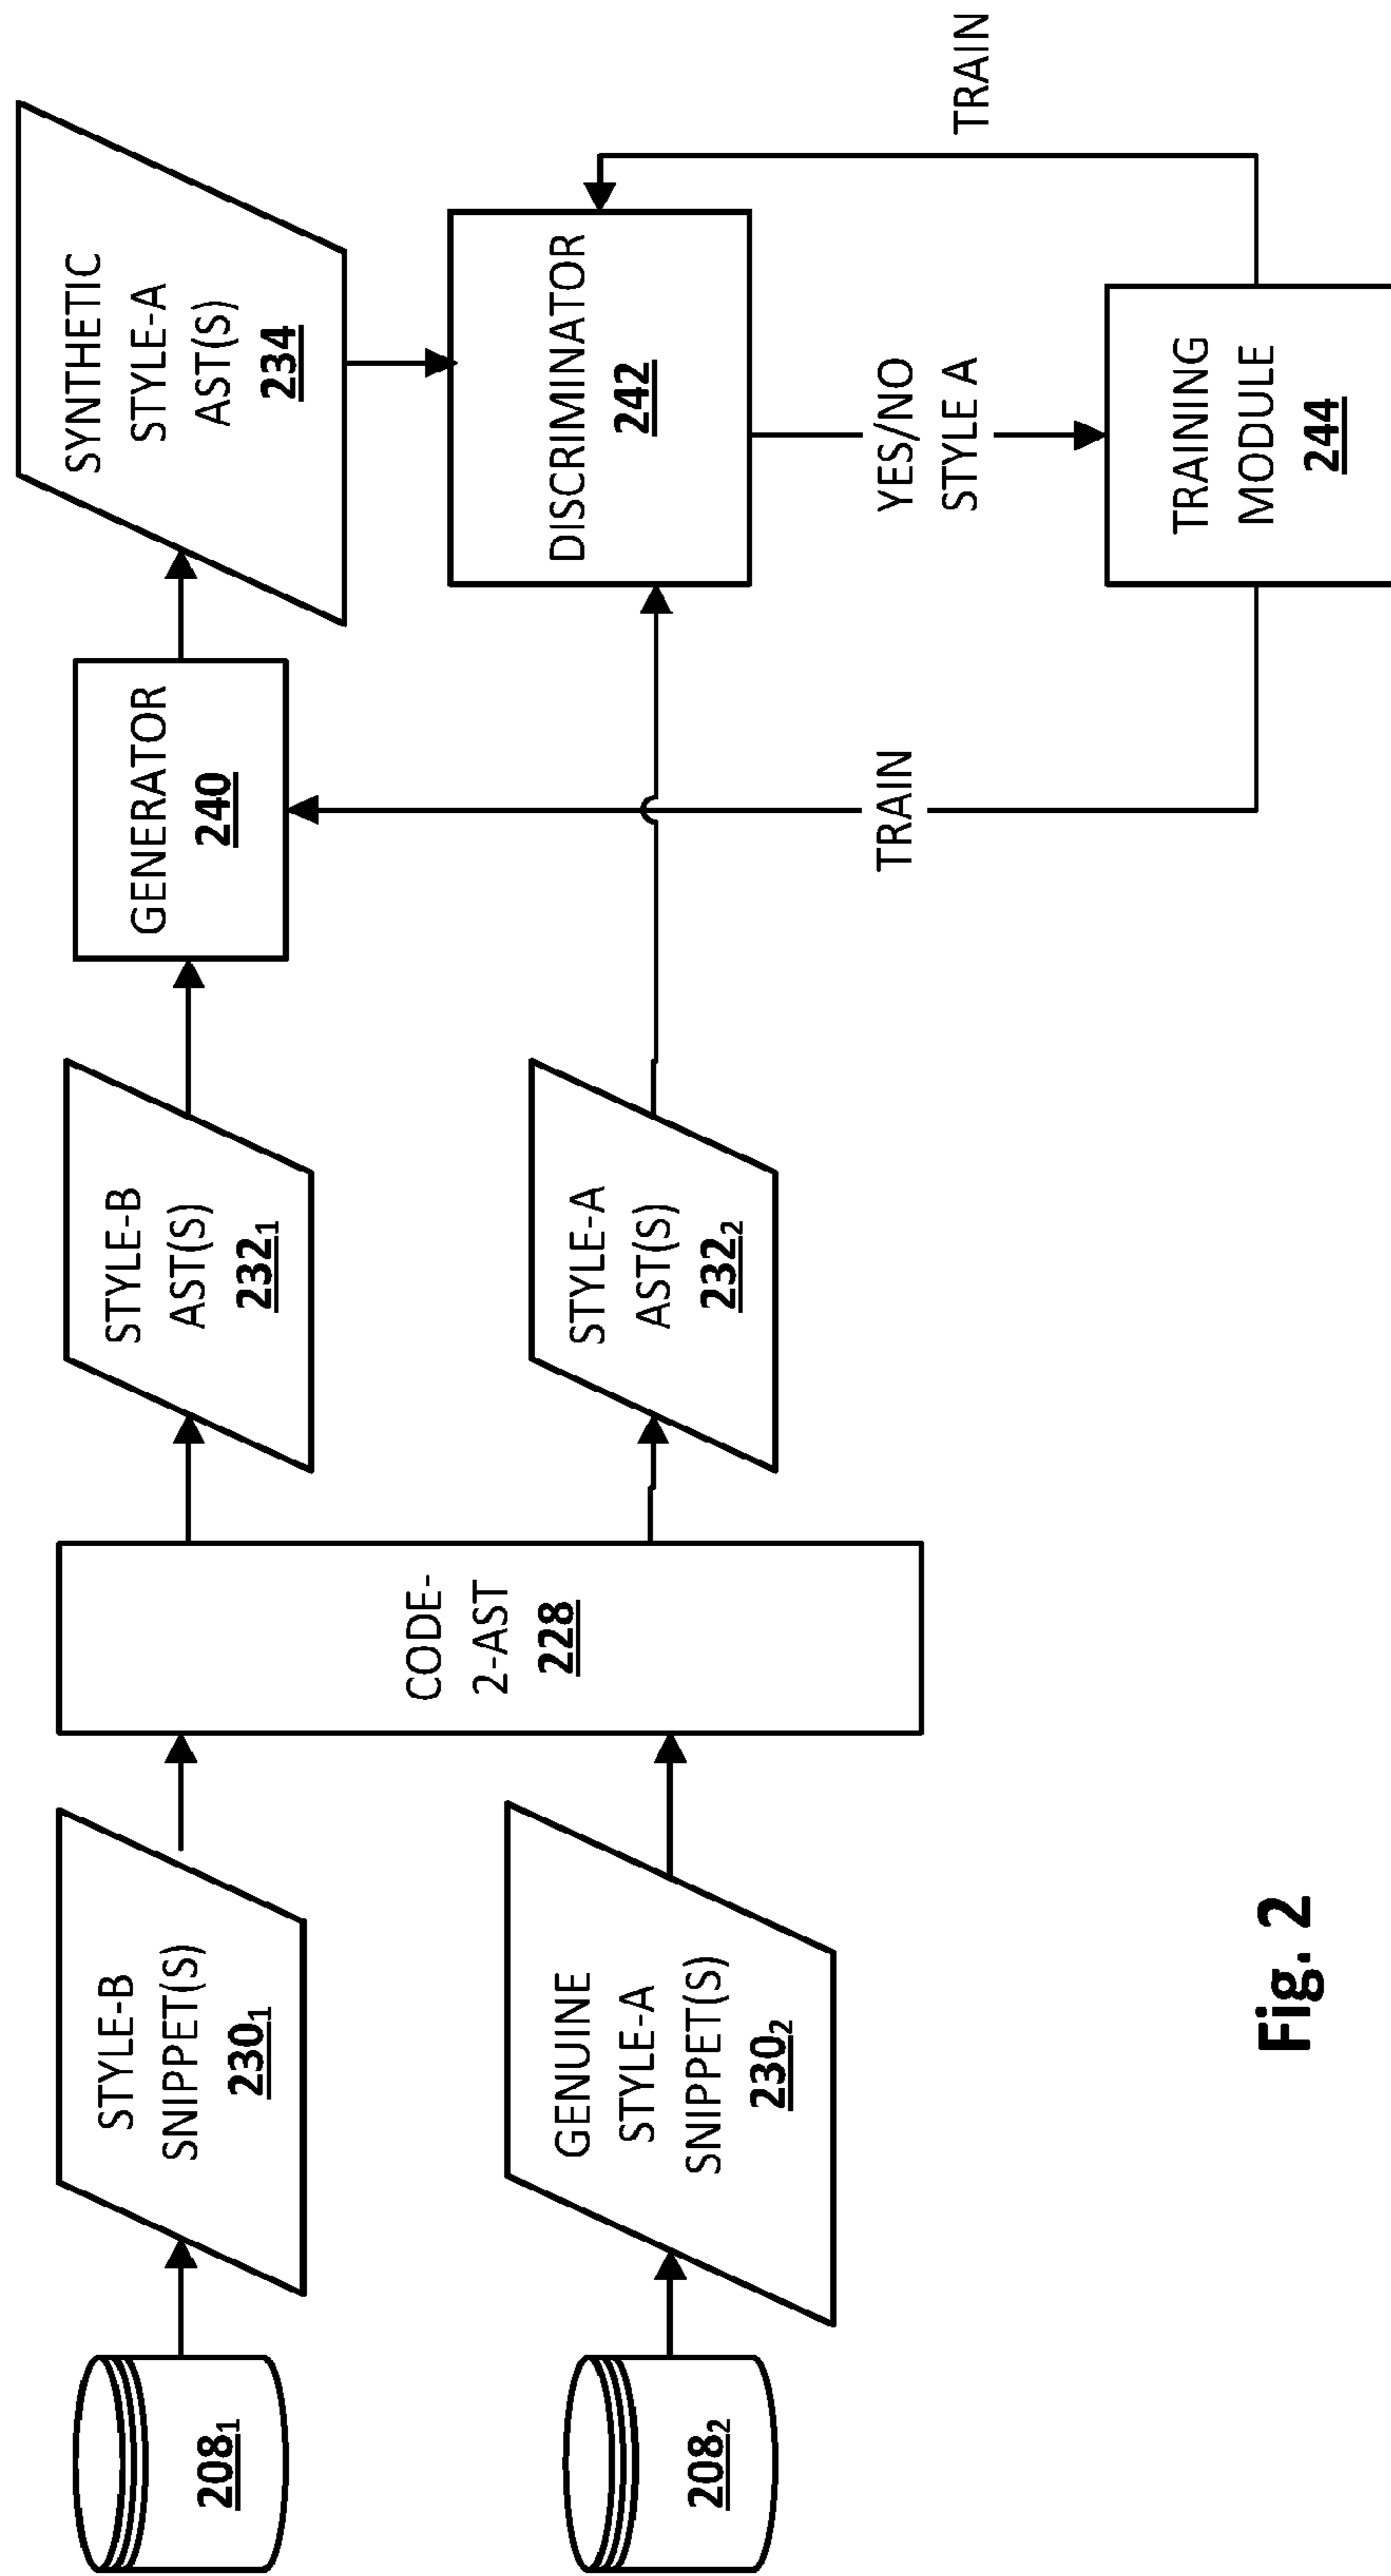 208₁
STYLE-B
SNIPPET(S)
230₁
CODE-
2-AST
228
STYLE-B
AST(S)
232₁
GENERATOR
240
SYNTHETIC
STYLE-A
AST(S)
234
208₂
GENUINE
STYLE-A
SNIPPET(S)
230₂
STYLE-A
AST(S)
232₂
DISCRIMINATOR
242
TRAIN
YES/NO
STYLE A
TRAIN
TRAINING
MODULE
244
Fig. 2